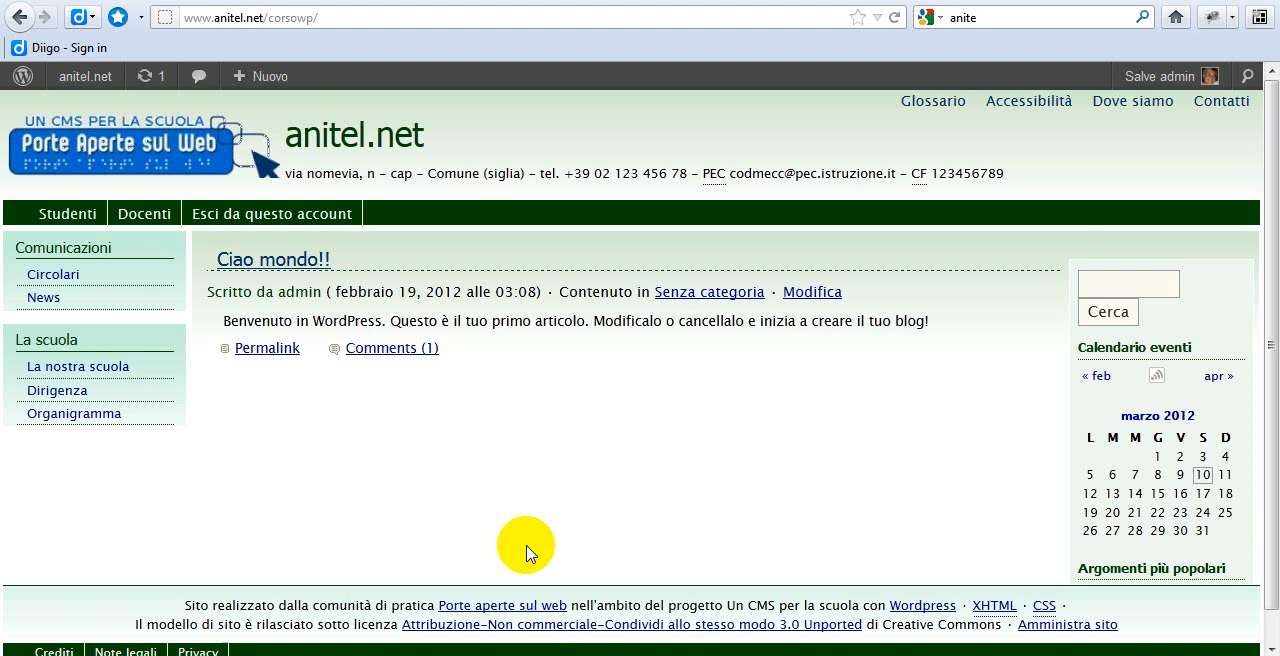 www.anitel.net/corsowp/
anite
Diigo - Sign in
anitel.net
1
Nuovo
Salve admin
Glossario
Accessibilità
Dove siamo
Contatti
UN CMS PER LA SCUOLA
Porte Aperte sul Web
anitel.net
via nomevia, n - cap - Comune (siglia) - tel. +39 02 123 456 78 - PEC codmecc@pec.istruzione.it - CF 123456789
Studenti
Docenti
Esci da questo account
Comunicazioni
Circolari
News
La scuola
La nostra scuola
Dirigenza
Organigramma
Ciao mondo!!
Scritto da admin ( febbraio 19, 2012 alle 03:08) · Contenuto in Senza categoria · Modifica
Benvenuto in WordPress. Questo è il tuo primo articolo. Modificalo o cancellalo e inizia a creare il tuo blog!
Permalink
Comments (1)
Cerca
Calendario eventi
« feb
apr »
marzo 2012
L M M G V S D
1 2 3 4
5 6 7 8 9 10 11
12 13 14 15 16 17 18
19 20 21 22 23 24 25
26 27 28 29 30 31
Argomenti più popolari
Sito realizzato dalla comunità di pratica Porte aperte sul web nell'ambito del progetto Un CMS per la scuola con Wordpress · XHTML · CSS ·
Il modello di sito è rilasciato sotto licenza Attribuzione-Non commerciale-Condividi allo stesso modo 3.0 Unported di Creative Commons · Amministra sito
Crediti
Note legali
Privacy